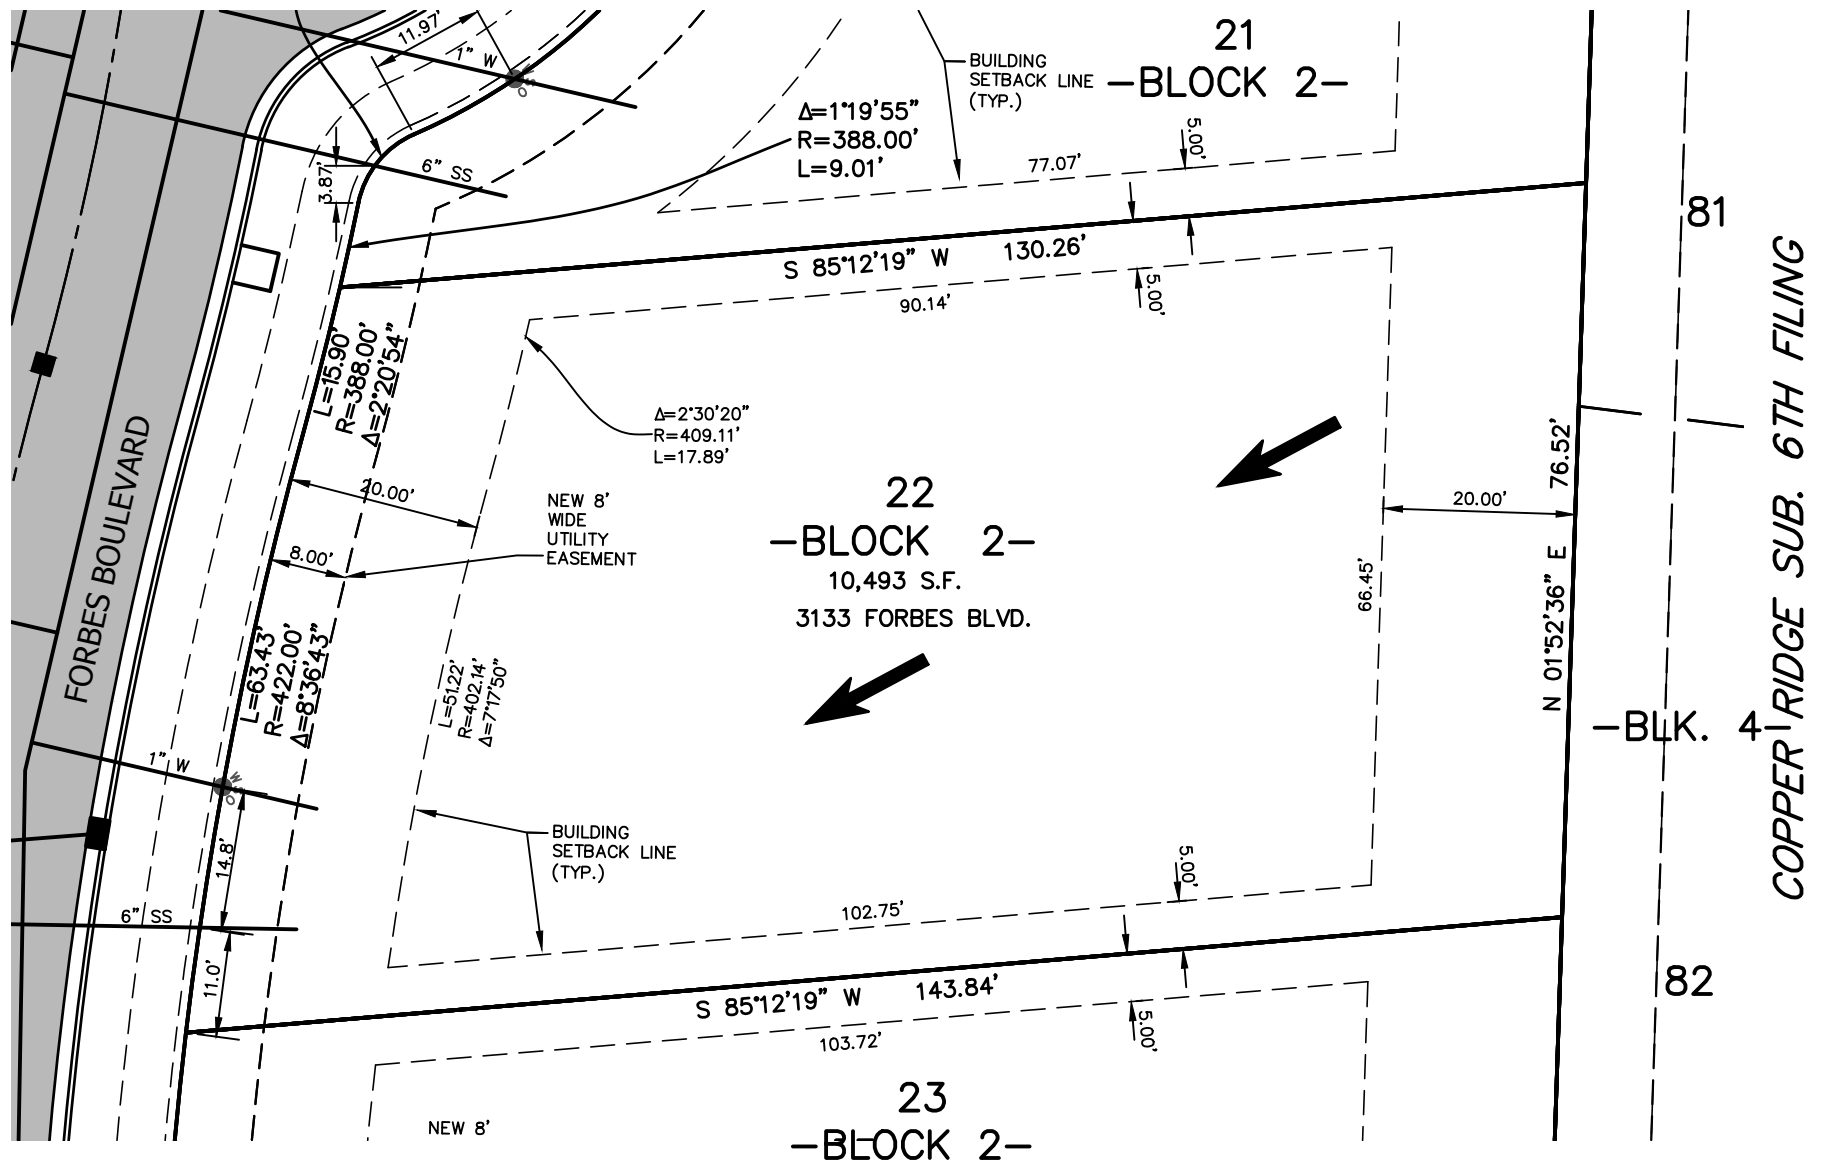 11.97'
1" W
21
-BLOCK 2-
BUILDING
SETBACK LINE
(TYP.)
Δ=1°19'55"
R=388.00'
L=9.01'
5.00'
77.07'
6" SS
3.87'
81
S 85°12'19" W 130.26'
5.00'
90.14'
L=15.90'
R=388.00'
Δ=2°20'54"
Δ=2°30'20"
R=409.11'
L=17.89'
FORBES BOULEVARD
20.00'
NEW 8'
WIDE
UTILITY
EASEMENT
8.00'
22
-BLOCK 2-
10,493 S.F.
3133 FORBES BLVD.
20.00'
66.45'
N 01°52'36" E 76.52'
COPPER RIDGE SUB. 6TH FILING
-BLK. 4-
L=63.43'
R=422.00'
Δ=8°36'43"
L=51.22'
R=402.14'
Δ=7°17'50"
1" W
W
14.8'
BUILDING
SETBACK LINE
(TYP.)
5.00'
6" SS
102.75'
11.0'
S 85°12'19" W 143.84'
82
5.00'
103.72'
23
-BLOCK 2-
NEW 8'